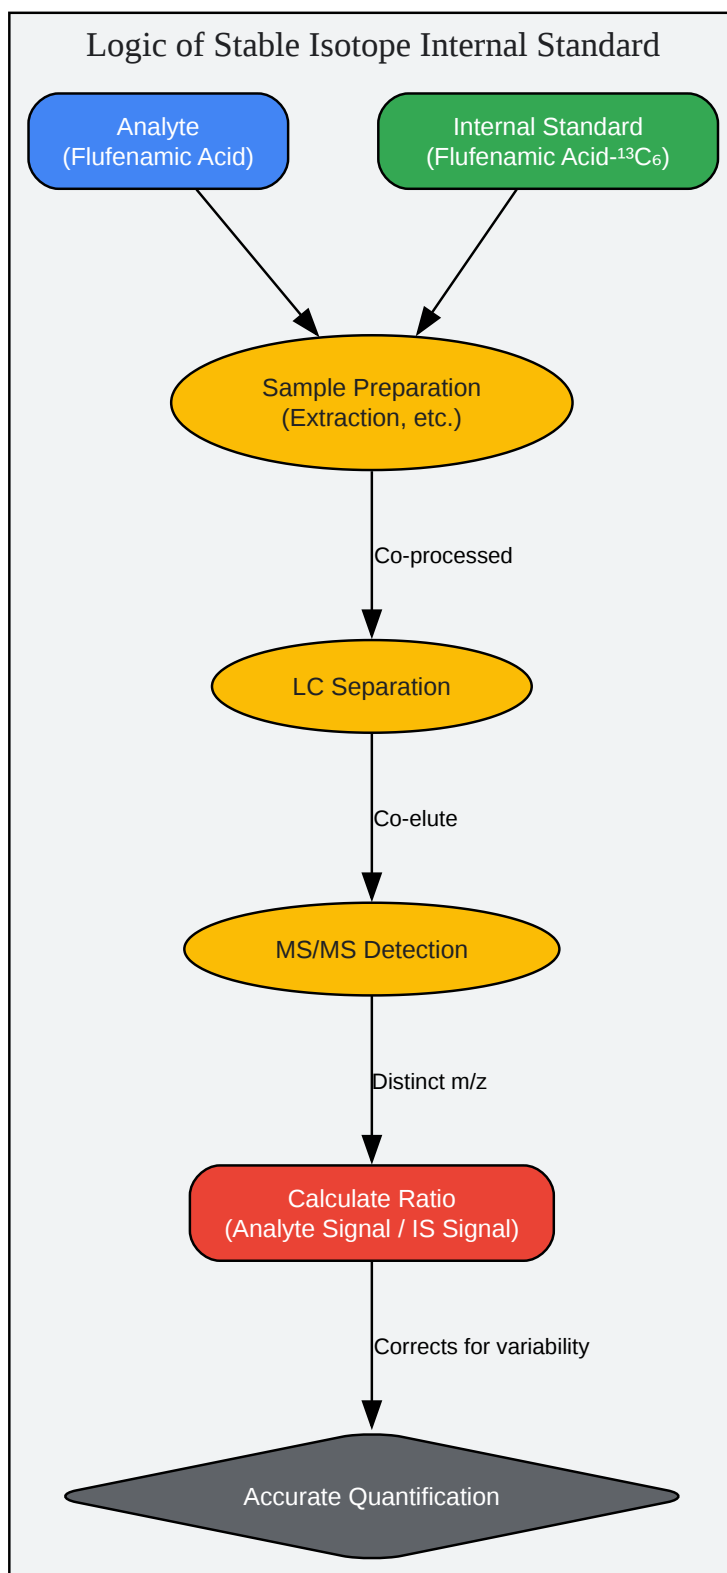 Logic of Stable Isotope Internal Standard
Analyte
(Flufenamic Acid)
Internal Standard
(Flufenamic Acid-¹³C₆)
Sample Preparation
(Extraction, etc.)
Co-processed
LC Separation
Co-elute
MS/MS Detection
Distinct m/z
Calculate Ratio
(Analyte Signal / IS Signal)
Corrects for variability
Accurate Quantification